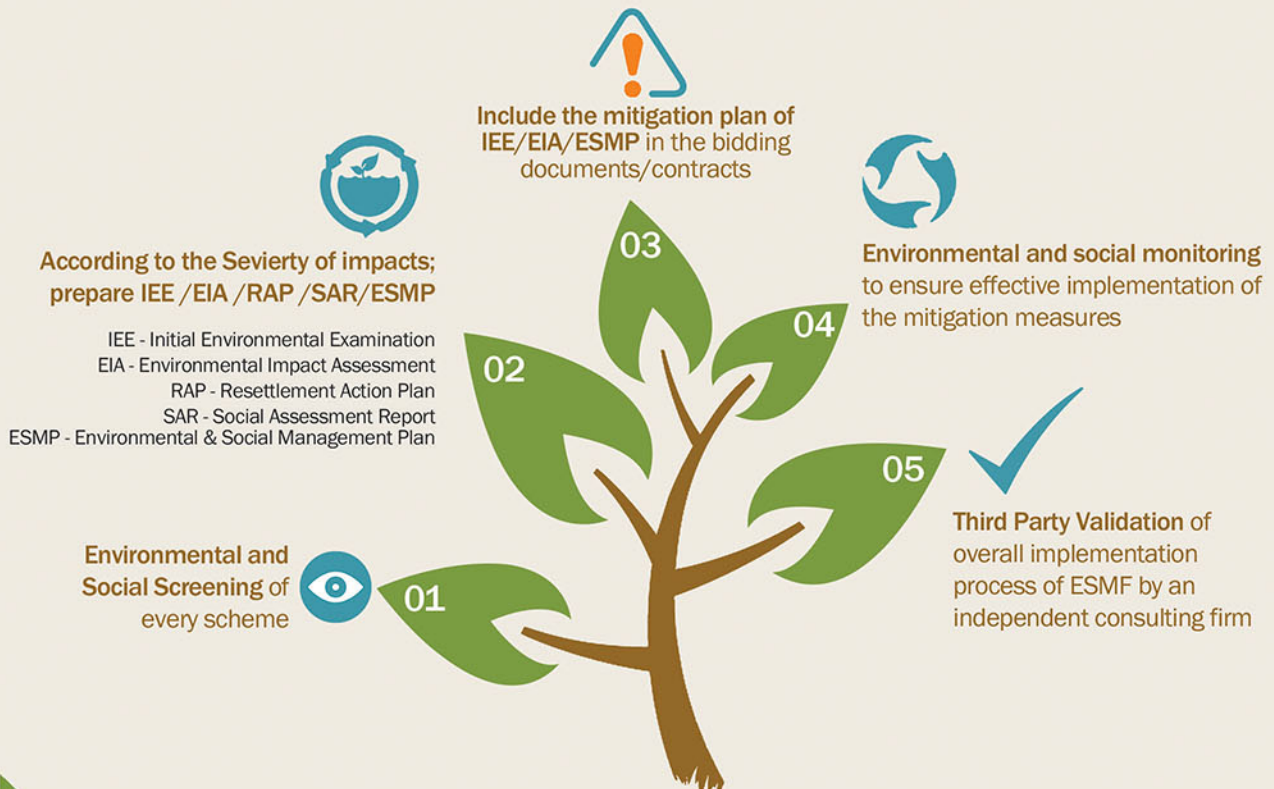 01
Environmental and
Social Screening of
every scheme
02
According to the Sevierty of impacts;
prepare IEE /EIA /RAP /SAR/ESMP
IEE - Initial Environmental Examination
EIA - Environmental Impact Assessment
RAP - Resettlement Action Plan
SAR - Social Assessment Report
ESMP - Environmental & Social Management Plan
03
Include the mitigation plan of
IEE/EIA/ESMP in the bidding
documents/contracts
04
Environmental and social monitoring
to ensure effective implementation of
the mitigation measures
05
Third Party Validation of
overall implementation
process of ESMF by an
independent consulting firm